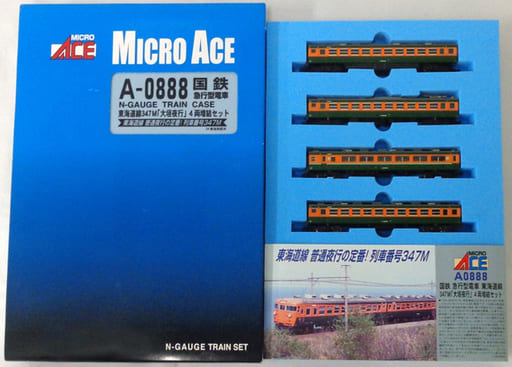 MICRO
ACE
MICRO ACE
A-0888 国鉄
急行型電車
N-GAUGE TRAIN CASE
東海道線347M「大垣夜行」4両増結セット
東海道線 普通夜行の定番!列車番号347M
N-GAUGE TRAIN SET
東海道線 普通夜行の定番!列車番号347M
MICRO
ACE
A0888
国鉄 急行型電車 東海道線
347M「大垣夜行」4両増結セット